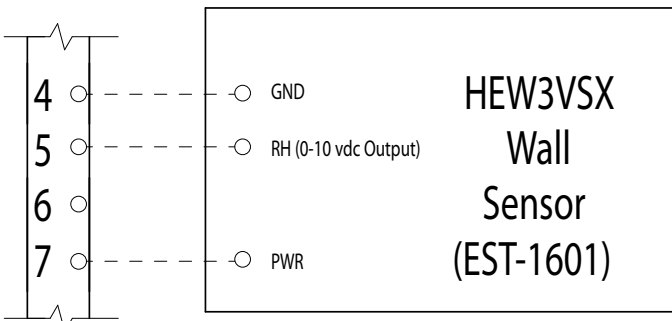 4
GND
5
RH (0-10 vdc Output)
6
7
PWR
HEW3VSX
Wall
Sensor
(EST-1601)